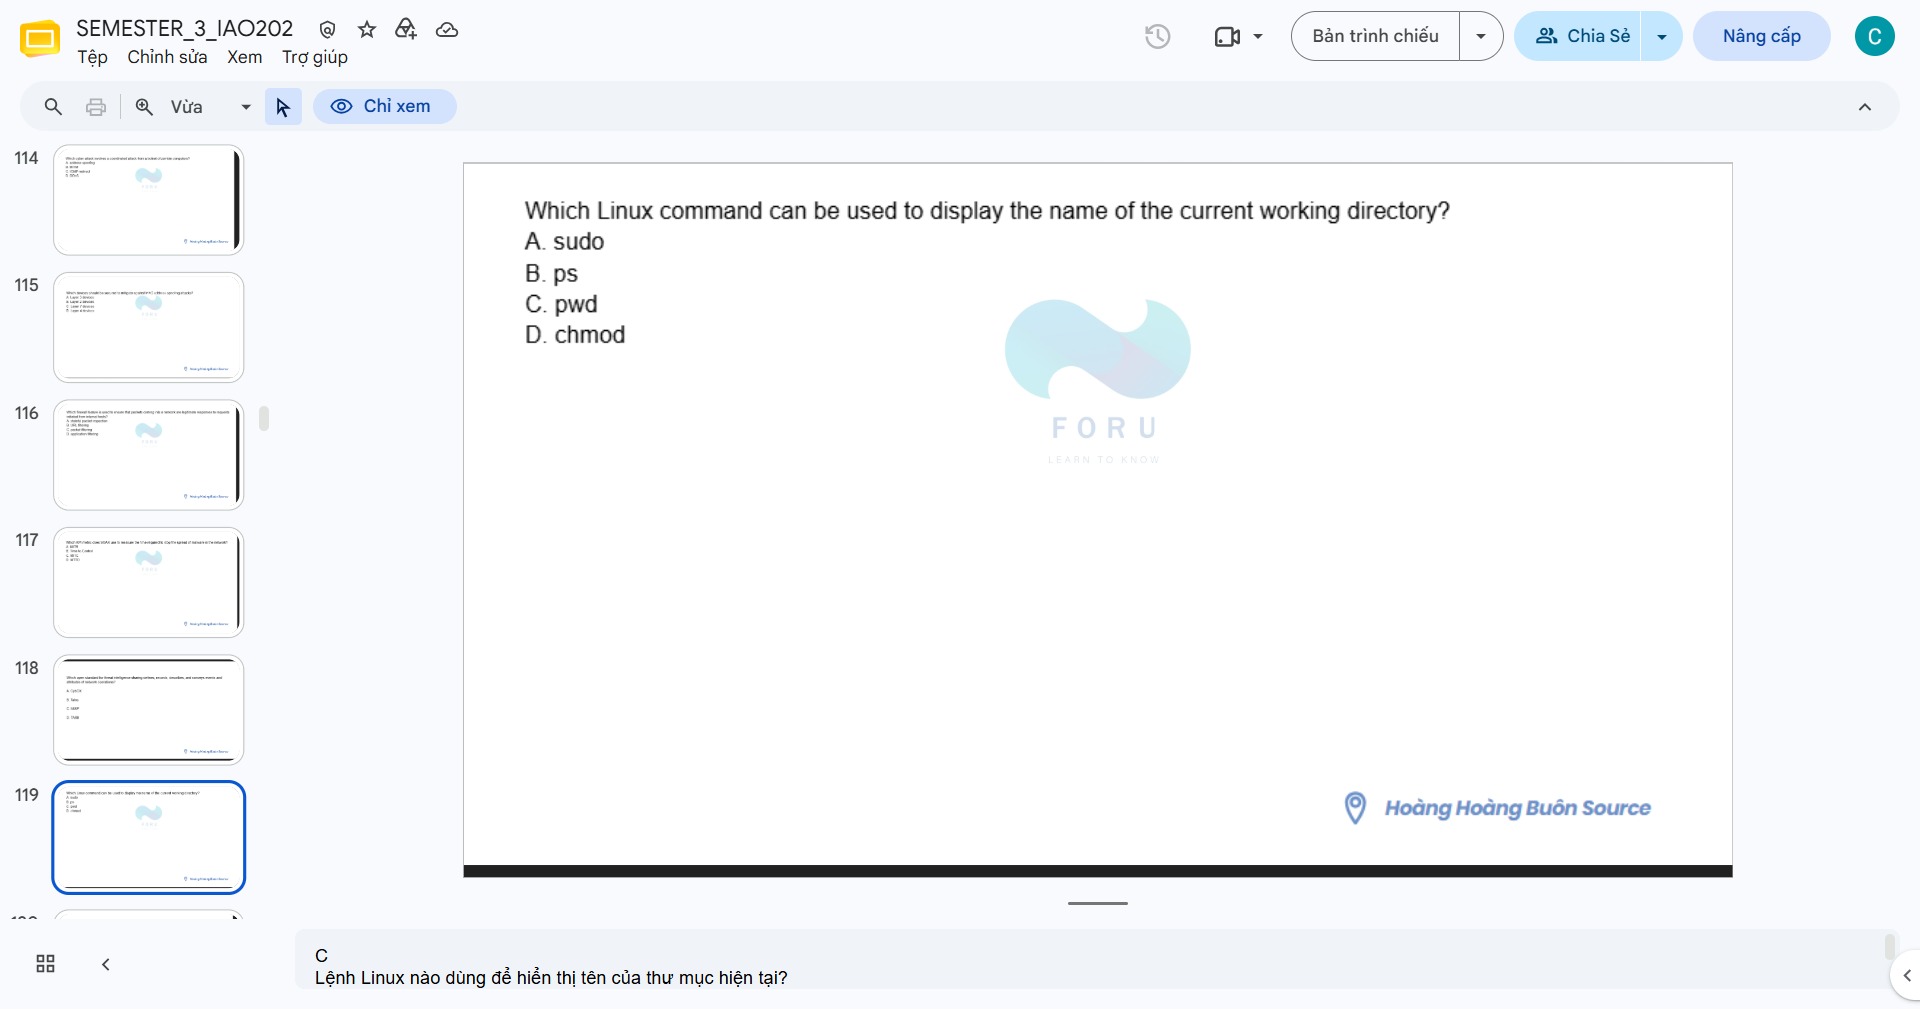 SEMESTER_3_IAO202
Tệp Chỉnh sửa Xem Trợ giúp
Bản trình chiếu
Chia Sẻ
Nâng cấp
C
Vừa
Chỉ xem
114
115
116
117
118
119
Which Linux command can be used to display the name of the current working directory?
A. sudo
B. ps
C. pwd
D. chmod
FORU
LEARN TO KNOW
Hoàng Hoàng Buôn Source
C
Lệnh Linux nào dùng để hiển thị tên của thư mục hiện tại?